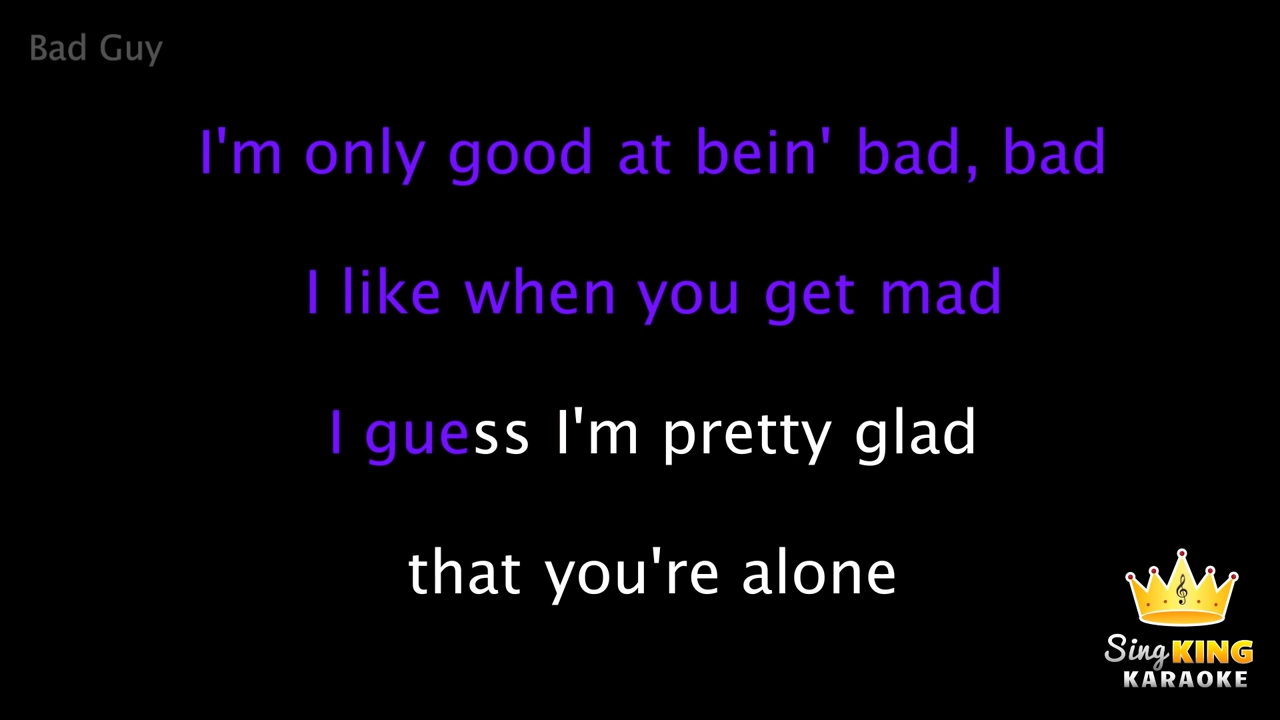 Bad Guy
I'm only good at bein' bad, bad
I like when you get mad
I guess I'm pretty glad
that you're alone
Sing KING
KARAOKE